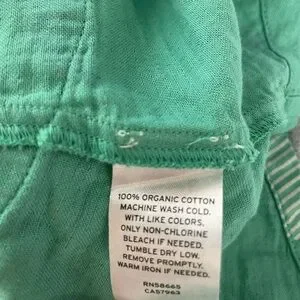 100% ORGANIC COTTON
MACHINE WASH COLD.
WITH LIKE COLORS.
ONLY NON-CHLORINE
BLEACH IF NEEDED.
TUMBLE DRY LOW.
REMOVE PROMPTLY.
WARM IRON IF NEEDED.
RN58665
CA57963